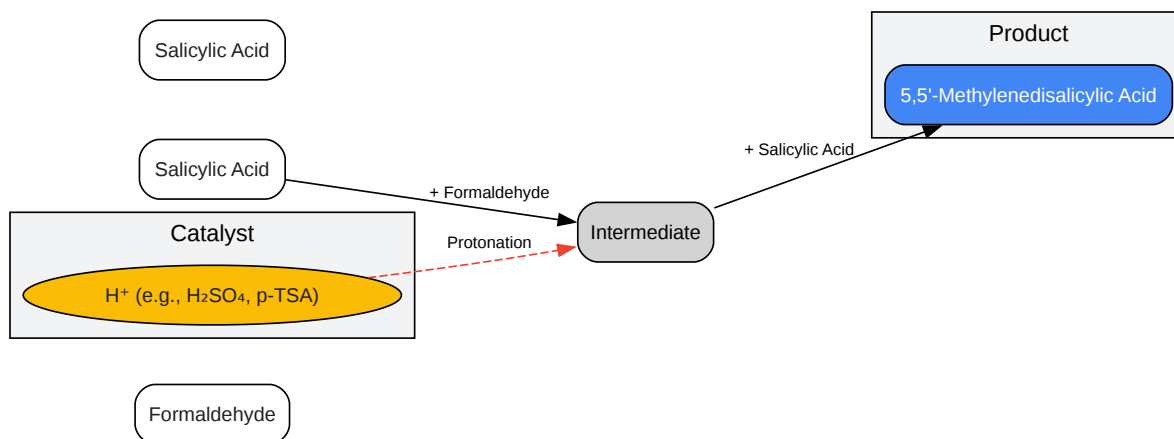 Salicylic Acid
Product
5,5'-Methylenedisalicylic Acid
+ Salicylic Acid
Salicylic Acid
+ Formaldehyde
Intermediate
Catalyst
Protonation
H⁺ (e.g., H₂SO₄, p-TSA)
Formaldehyde